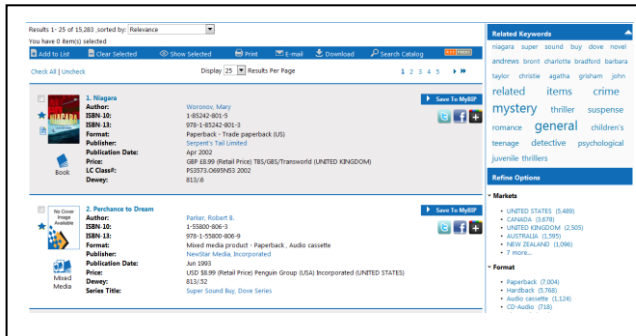 Results 1- 25 of 15,283 ,sorted by: Relevance
You have 0 item(s) selected
Add to List Clear Selected Show Selected Print E-mail Download Search Catalog
Check All | Uncheck Display 25 Results Per Page 1 2 3 4 5
1. Niagara
Save To MyBIP
NIAGARA
Author: Woronov, Mary
ISBN-10: 1-85242-801-5
ISBN-13: 978-1-85242-801-3
Format: Paperback - Trade paperback (US)
Publisher: Serpent's Tail Limited
Publication Date: Apr 2002
Price: GBP £8.99 (Retail Price) TBS/GBS/Transworld (UNITED KINGDOM)
LC Class#: PS3573.O695N53 2002
Dewey: 813/.6
Book
2. Perchance to Dream
Save To MyBIP
No Cover Image Available
Author: Parker, Robert B.
ISBN-10: 1-55800-806-3
ISBN-13: 978-1-55800-806-9
Format: Mixed media product - Paperback , Audio cassette
Publisher: NewStar Media, Incorporated
Publication Date: Jun 1993
Price: USD $8.99 (Retail Price) Penguin Group (USA) Incorporated (UNITED STATES)
Dewey: 813/.52
Series Title: Super Sound Buy, Dove Series
Mixed Media
Related Keywords
niagara super sound buy dove novel
andrews bront charlotte bradford barbara
taylor christie agatha grisham john
related items crime
mystery thriller suspense
romance general children's
teenage detective psychological
juvenile thrillers
Refine Options
Markets
UNITED STATES (5,489)
CANADA (3,678)
UNITED KINGDOM (2,505)
AUSTRALIA (1,595)
NEW ZEALAND (1,096)
7 more...
Format
Paperback (7,004)
Hardback (5,768)
Audio cassette (1,124)
CD-Audio (718)